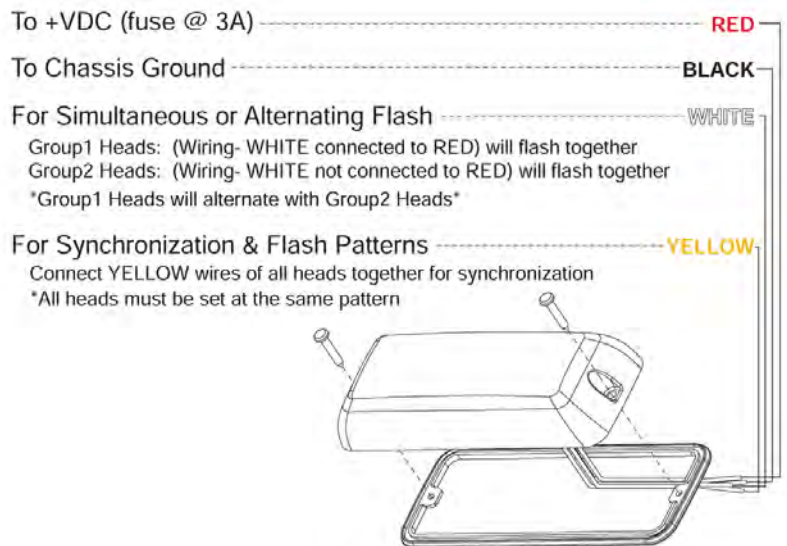 To +VDC (fuse @ 3A) RED
To Chassis Ground BLACK
For Simultaneous or Alternating Flash WHITE
Group1 Heads: (Wiring- WHITE connected to RED) will flash together
Group2 Heads: (Wiring- WHITE not connected to RED) will flash together
*Group1 Heads will alternate with Group2 Heads*
For Synchronization & Flash Patterns YELLOW
Connect YELLOW wires of all heads together for synchronization
*All heads must be set at the same pattern